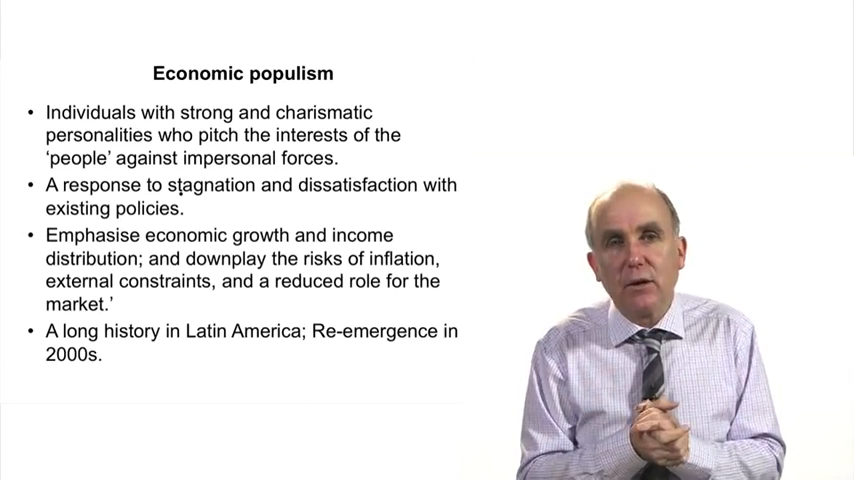 Economic populism
• Individuals with strong and charismatic
personalities who pitch the interests of the
‘people’ against impersonal forces.
• A response to stagnation and dissatisfaction with
existing policies.
• Emphasise economic growth and income
distribution; and downplay the risks of inflation,
external constraints, and a reduced role for the
market.’
• A long history in Latin America; Re-emergence in
2000s.